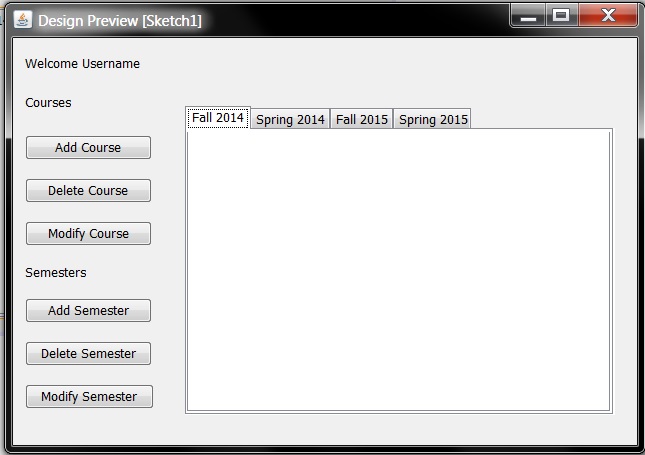 Design Preview [Sketch1]
Welcome Username
Courses
Fall 2014 Spring 2014 Fall 2015 Spring 2015
Add Course
Delete Course
Modify Course
Semesters
Add Semester
Delete Semester
Modify Semester